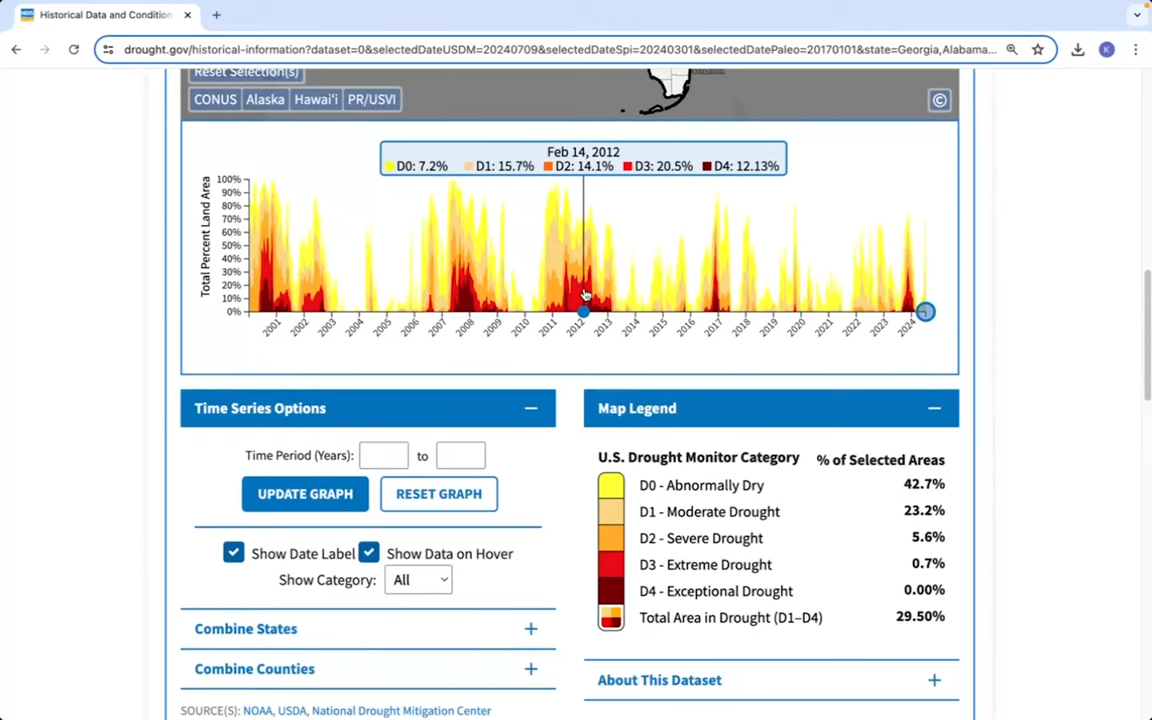 Historical Data and Condition
drought.gov/historical-information?dataset=0&selectedDateUSDM=20240709&selectedDateSpi=20240301&selectedDatePaleo=20170101&state=Georgia,Alabama...
K
Reset Selection(s)
CONUS Alaska Hawai'i PR/USVI
©
Feb 14, 2012
D0: 7.2% D1: 15.7% D2: 14.1% D3: 20.5% D4: 12.13%
Total Percent Land Area
100%
90%
80%
70%
60%
50%
40%
30%
20%
10%
0%
2001 2002 2003 2004 2005 2006 2007 2008 2009 2010 2011 2012 2013 2014 2015 2016 2017 2018 2019 2020 2021 2022 2023 2024
Time Series Options
Time Period (Years): to
UPDATE GRAPH RESET GRAPH
Show Date Label Show Data on Hover
Show Category: All
Combine States
Combine Counties
SOURCE(S): NOAA, USDA, National Drought Mitigation Center
Map Legend
U.S. Drought Monitor Category % of Selected Areas
D0 - Abnormally Dry 42.7%
D1 - Moderate Drought 23.2%
D2 - Severe Drought 5.6%
D3 - Extreme Drought 0.7%
D4 - Exceptional Drought 0.00%
Total Area in Drought (D1–D4) 29.50%
About This Dataset